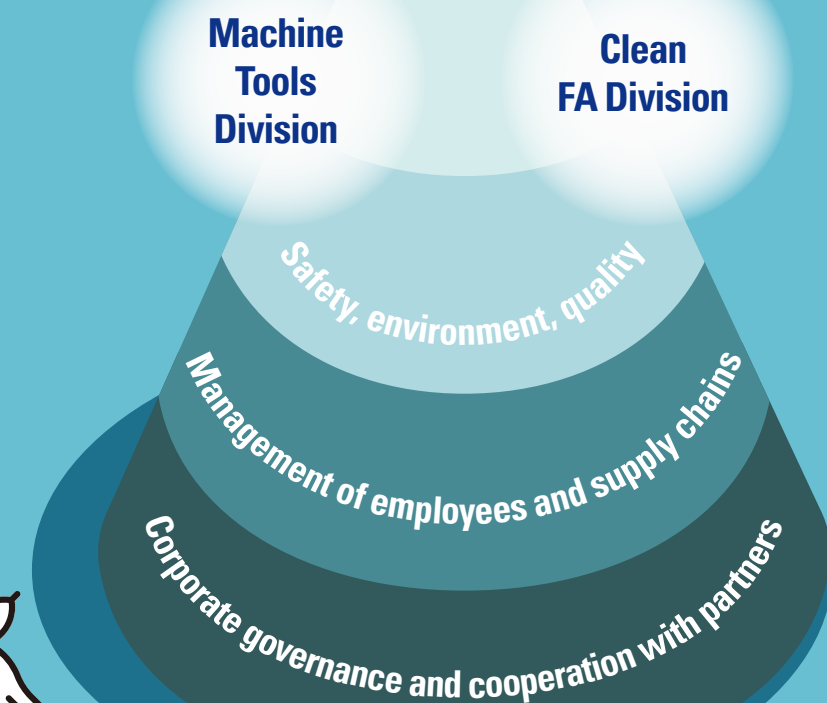 Machine
Tools
Division
Clean
FA Division
Safety, environment, quality
Management of employees and supply chains
Corporate governance and cooperation with partners